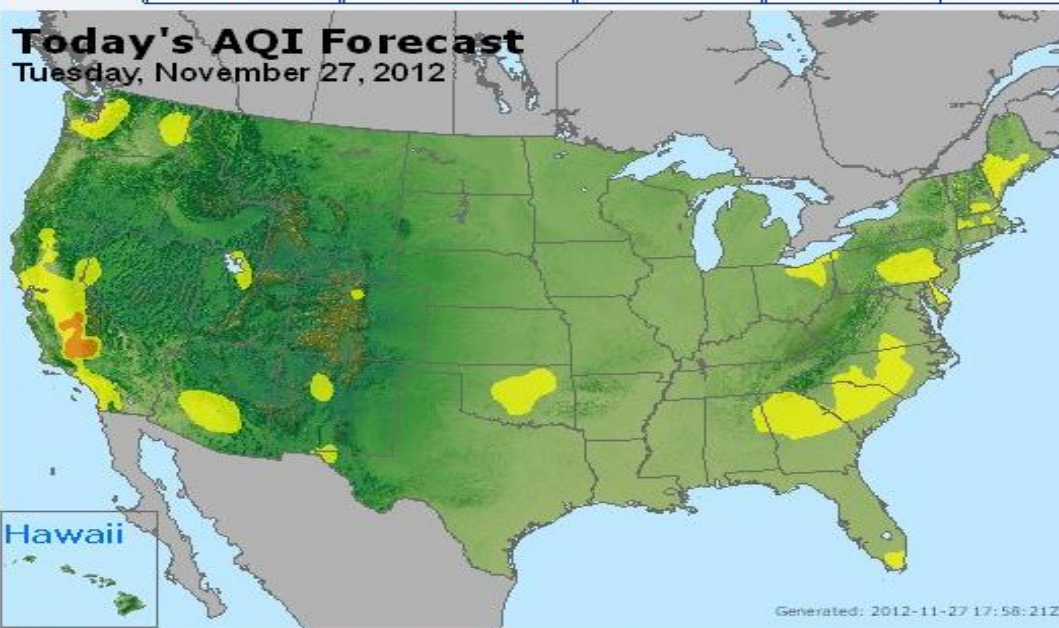 Today's AQI Forecast
Tuesday, November 27, 2012
Hawaii
Generated: 2012-11-27 17:58:21Z